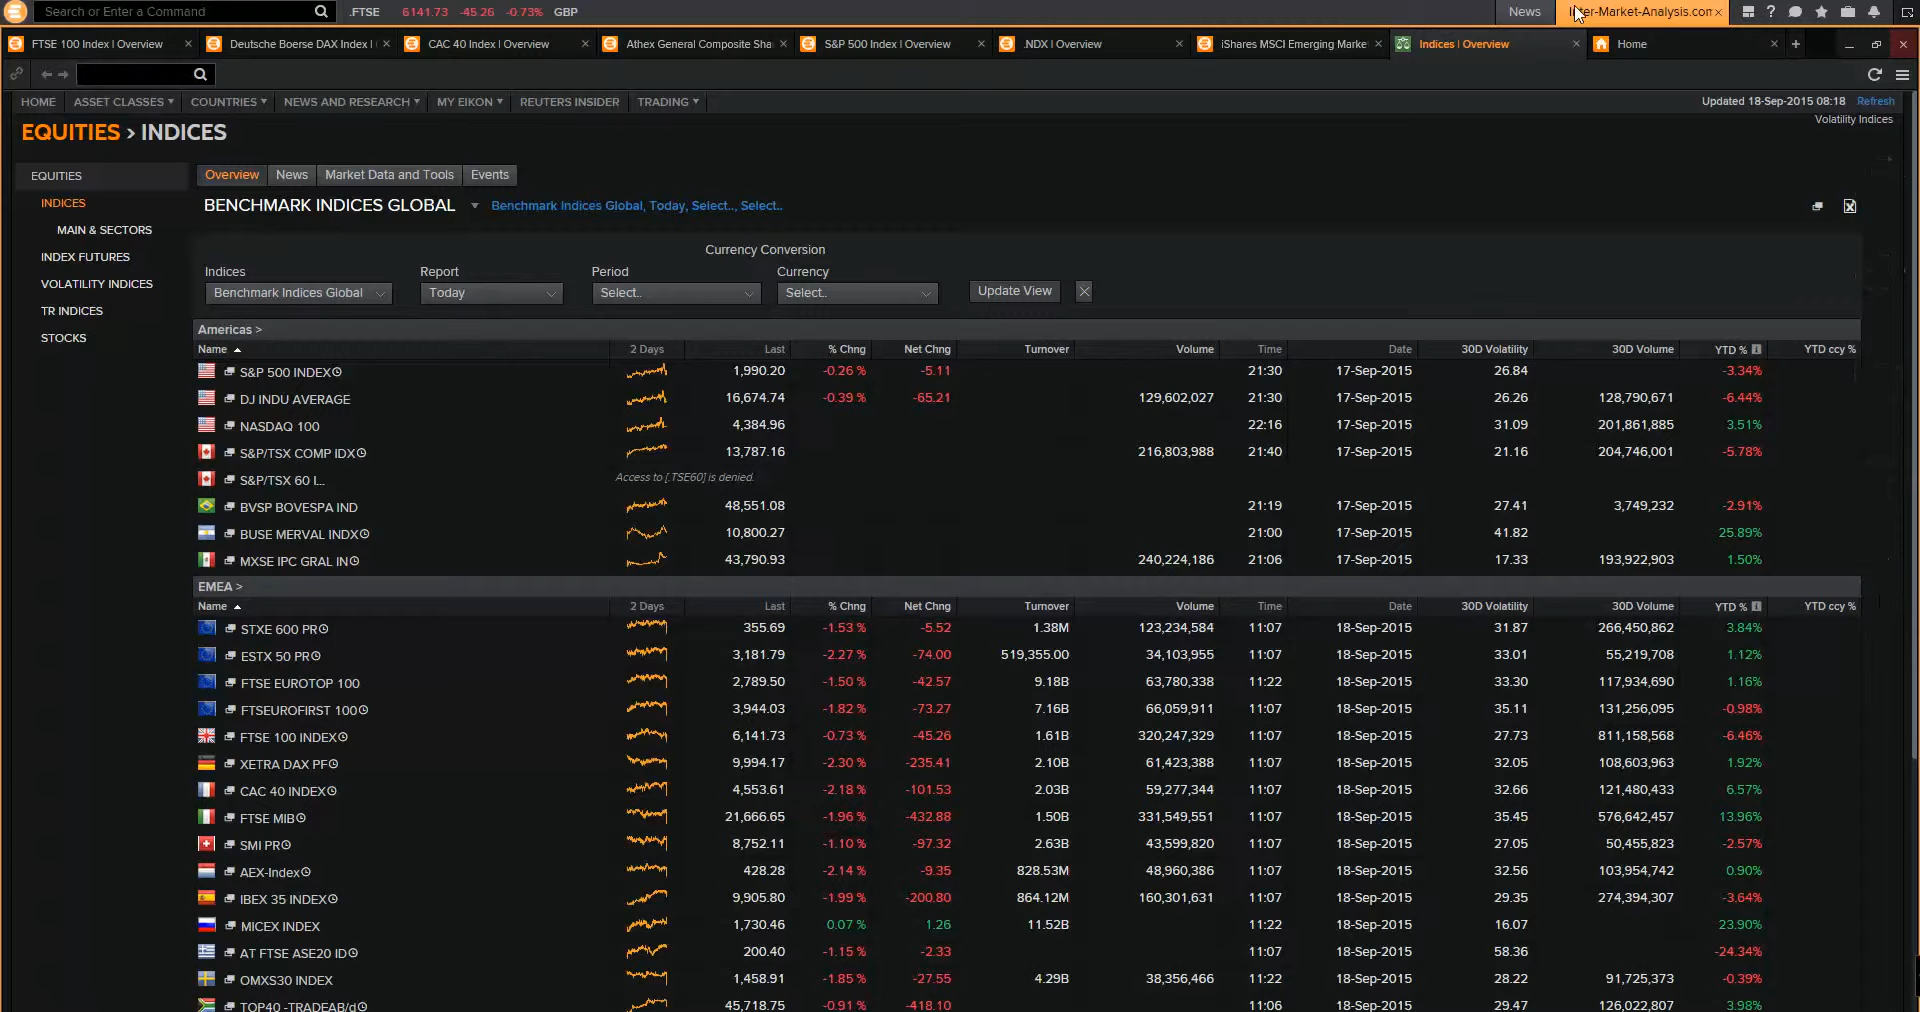 Search or Enter a Command .FTSE 6141.73 -45.26 -0.73% GBP News Inter-Market-Analysis.com
FTSE 100 Index | Overview Deutsche Boerse DAX Index | CAC 40 Index | Overview Athex General Composite Sha S&P 500 Index | Overview .NDX | Overview iShares MSCI Emerging Marke Indices | Overview Home
HOME ASSET CLASSES COUNTRIES NEWS AND RESEARCH MY EIKON REUTERS INSIDER TRADING Updated 18-Sep-2015 08:18 Refresh
Volatility Indices
EQUITIES > INDICES
EQUITIES
INDICES
MAIN & SECTORS
INDEX FUTURES
VOLATILITY INDICES
TR INDICES
STOCKS
Overview News Market Data and Tools Events
BENCHMARK INDICES GLOBAL Benchmark Indices Global, Today, Select.., Select..
Currency Conversion
Indices Report Period Currency
Benchmark Indices Global Today Select.. Select.. Update View
Americas >
Name 2 Days Last % Chng Net Chng Turnover Volume Time Date 30D Volatility 30D Volume YTD % YTD ccy %
S&P 500 INDEX 1,990.20 -0.26 % -5.11 21:30 17-Sep-2015 26.84 -3.34%
DJ INDU AVERAGE 16,674.74 -0.39 % -65.21 129,602,027 21:30 17-Sep-2015 26.26 128,790,671 -6.44%
NASDAQ 100 4,384.96 22:16 17-Sep-2015 31.09 201,861,885 3.51%
S&P/TSX COMP IDX 13,787.16 216,803,988 21:40 17-Sep-2015 21.16 204,746,001 -5.78%
S&P/TSX 60 I... Access to [.TSE60] is denied.
BVSP BOVESPA IND 48,551.08 21:19 17-Sep-2015 27.41 3,749,232 -2.91%
BUSE MERVAL INDX 10,800.27 21:00 17-Sep-2015 41.82 25.89%
MXSE IPC GRAL IN 43,790.93 240,224,186 21:06 17-Sep-2015 17.33 193,922,903 1.50%
EMEA >
Name 2 Days Last % Chng Net Chng Turnover Volume Time Date 30D Volatility 30D Volume YTD % YTD ccy %
STXE 600 PR 355.69 -1.53 % -5.52 1.38M 123,234,584 11:07 18-Sep-2015 31.87 266,450,862 3.84%
ESTX 50 PR 3,181.79 -2.27 % -74.00 519,355.00 34,103,955 11:07 18-Sep-2015 33.01 55,219,708 1.12%
FTSE EUROTOP 100 2,789.50 -1.50 % -42.57 9.18B 63,780,338 11:22 18-Sep-2015 33.30 117,934,690 1.16%
FTSEUROFIRST 100 3,944.03 -1.82 % -73.27 7.16B 66,059,911 11:07 18-Sep-2015 35.11 131,256,095 -0.98%
FTSE 100 INDEX 6,141.73 -0.73 % -45.26 1.61B 320,247,329 11:07 18-Sep-2015 27.73 811,158,568 -6.46%
XETRA DAX PF 9,994.17 -2.30 % -235.41 2.10B 61,423,388 11:07 18-Sep-2015 32.05 108,603,963 1.92%
CAC 40 INDEX 4,553.61 -2.18 % -101.53 2.03B 59,277,344 11:07 18-Sep-2015 32.66 121,480,433 6.57%
FTSE MIB 21,666.65 -1.96 % -432.88 1.50B 331,549,551 11:07 18-Sep-2015 35.45 576,642,457 13.96%
SMI PR 8,752.11 -1.10 % -97.32 2.63B 43,599,820 11:07 18-Sep-2015 27.05 50,455,823 -2.57%
AEX-Index 428.28 -2.14 % -9.35 828.53M 48,960,386 11:07 18-Sep-2015 32.56 103,954,742 0.90%
IBEX 35 INDEX 9,905.80 -1.99 % -200.80 864.12M 160,301,631 11:07 18-Sep-2015 29.35 274,394,307 -3.64%
MICEX INDEX 1,730.46 0.07 % 1.26 11.52B 11:22 18-Sep-2015 16.07 23.90%
AT FTSE ASE20 ID 200.40 -1.15 % -2.33 11:07 18-Sep-2015 58.36 -24.34%
OMXS30 INDEX 1,458.91 -1.85 % -27.55 4.29B 38,356,466 11:22 18-Sep-2015 28.22 91,725,373 -0.39%
TOP40 -TRADEAB/d 45,718.75 -0.91 % -418.10 11:06 18-Sep-2015 29.47 126,022,807 3.98%